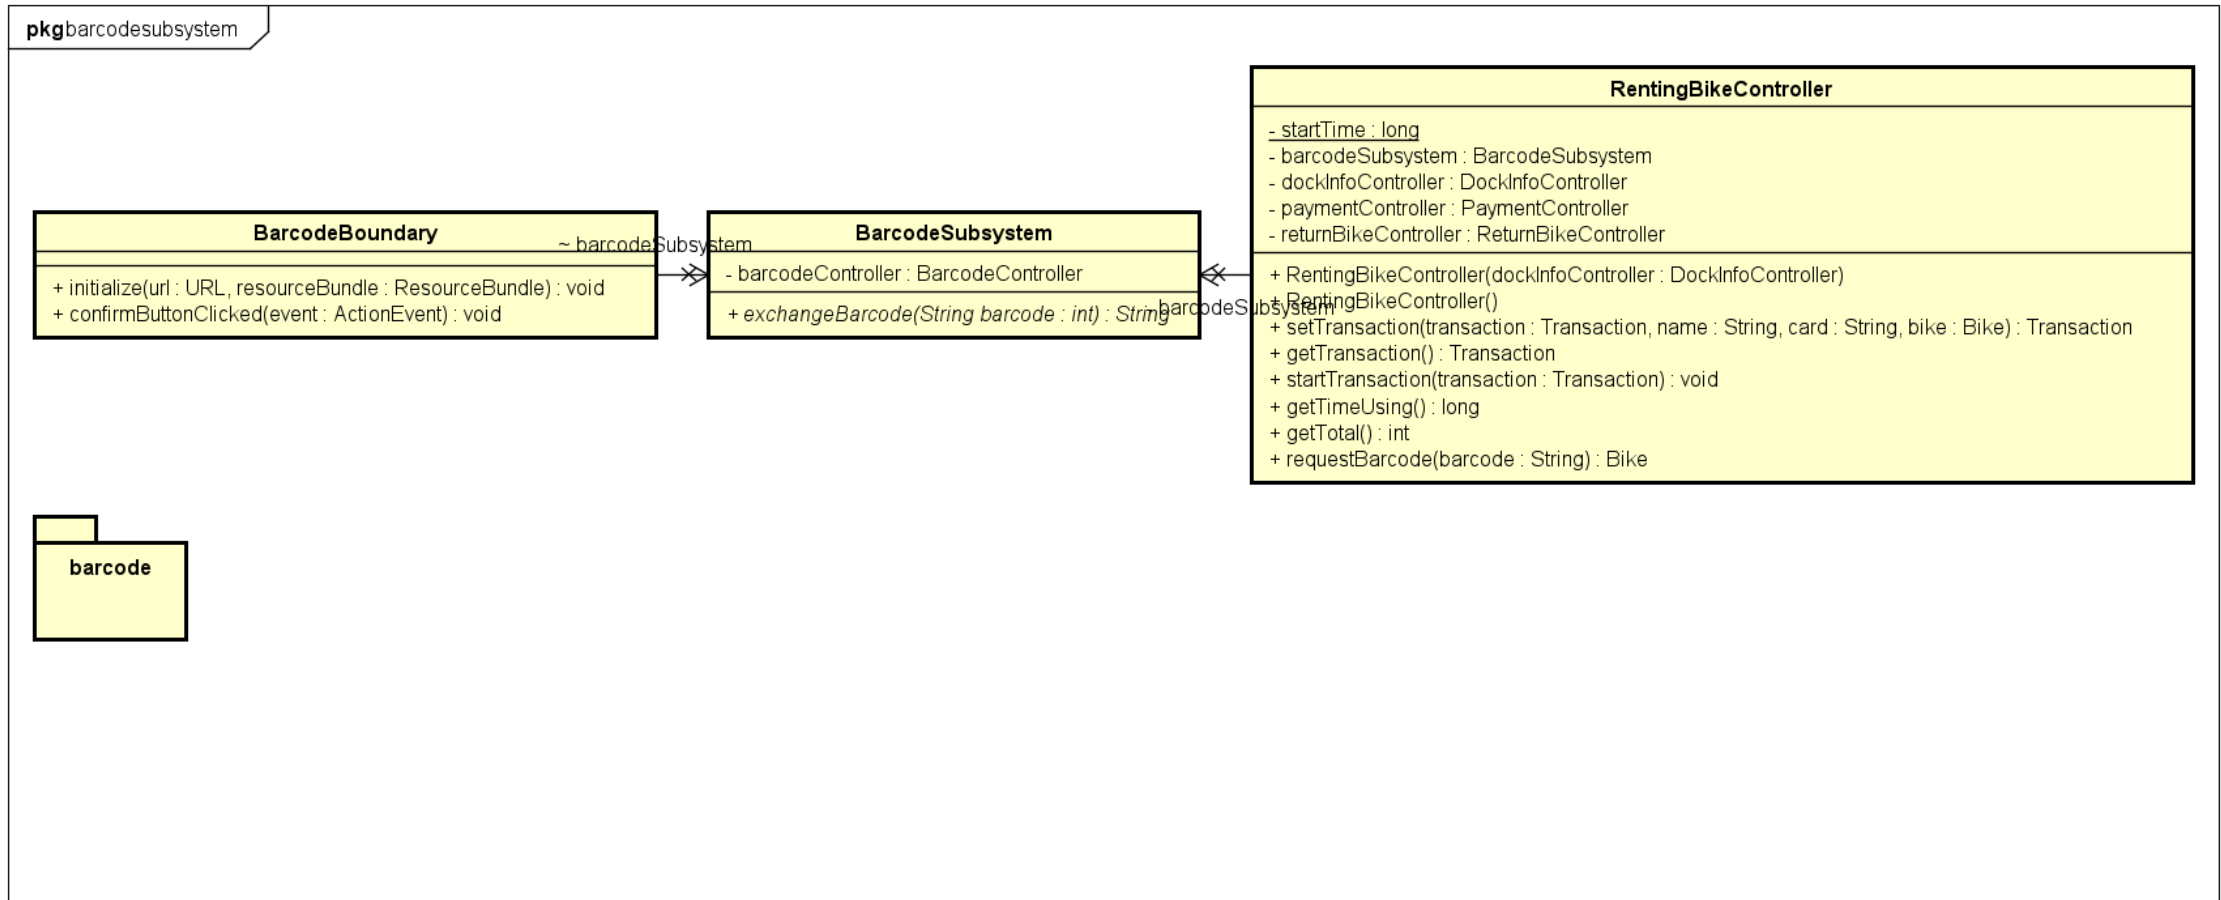 pkg barcodesubsystem
BarcodeBoundary
+ initialize(url : URL, resourceBundle : ResourceBundle) : void
+ confirmButtonClicked(event : ActionEvent) : void
~ barcodeSubsystem
BarcodeSubsystem
- barcodeController : BarcodeController
+ exchangeBarcode(String barcode : int) : String
- barcodeSubsystem
RentingBikeController
- startTime : long
- barcodeSubsystem : BarcodeSubsystem
- dockInfoController : DockInfoController
- paymentController : PaymentController
- returnBikeController : ReturnBikeController
+ RentingBikeController(dockInfoController : DockInfoController)
+ RentingBikeController()
+ setTransaction(transaction : Transaction, name : String, card : String, bike : Bike) : Transaction
+ getTransaction() : Transaction
+ startTransaction(transaction : Transaction) : void
+ getTimeUsing() : long
+ getTotal() : int
+ requestBarcode(barcode : String) : Bike
barcode